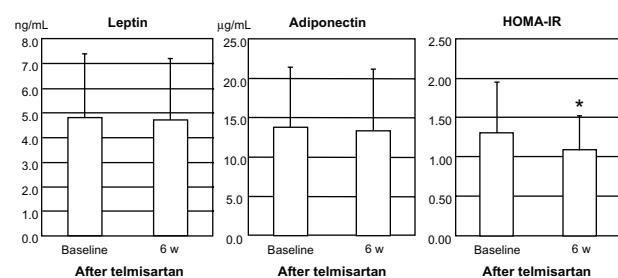 ng/mL Leptin
8.0
7.0
6.0
5.0
4.0
3.0
2.0
1.0
0.0
Baseline 6 w
After telmisartan
μg/mL Adiponectin
25.0
20.0
15.0
10.0
5.0
0.0
Baseline 6 w
After telmisartan
HOMA-IR
2.50
2.00
1.50
1.00
0.50
0.00
*
Baseline 6 w
After telmisartan